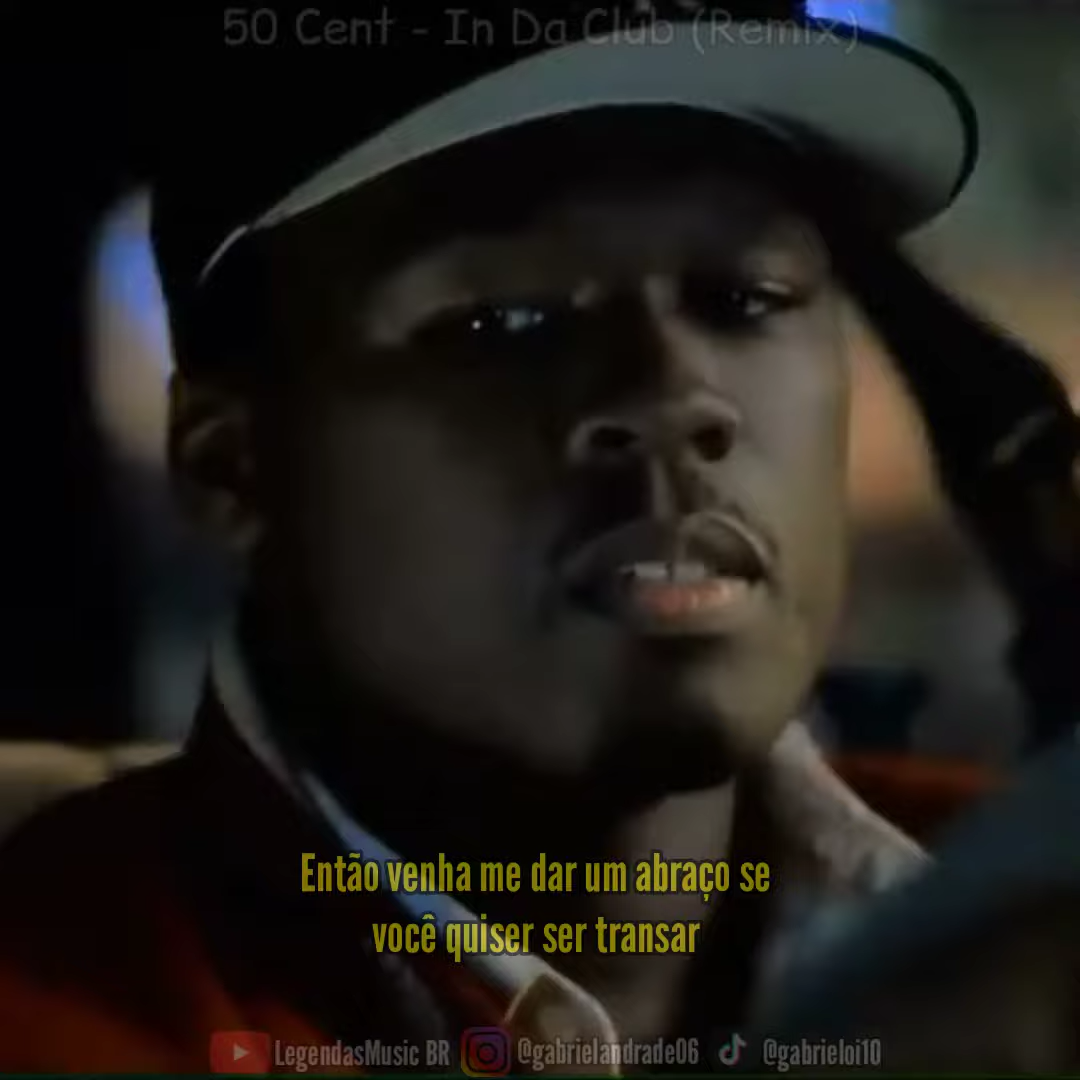 50 Cent - In Da Club (Remix)
Então venha me dar um abraço se
você quiser ser transar
LegendasMusic BR @gabrielandrade06 @gabrieloi10